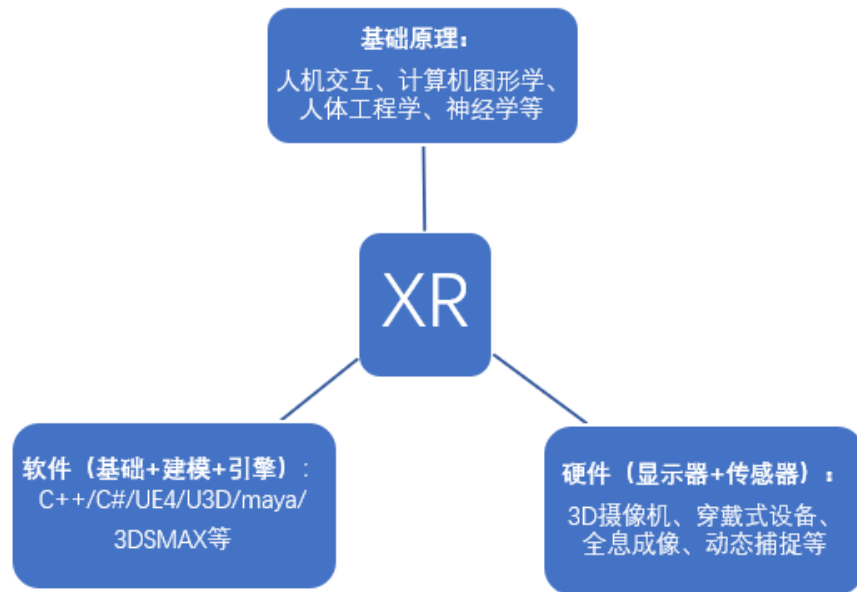 基础原理：
人机交互、计算机图形学、
人体工程学、神经学等
XR
软件（基础+建模+引擎）：
C++/C#/UE4/U3D/maya/
3DSMAX等
硬件（显示器+传感器）：
3D摄像机、穿戴式设备、
全息成像、动态捕捉等